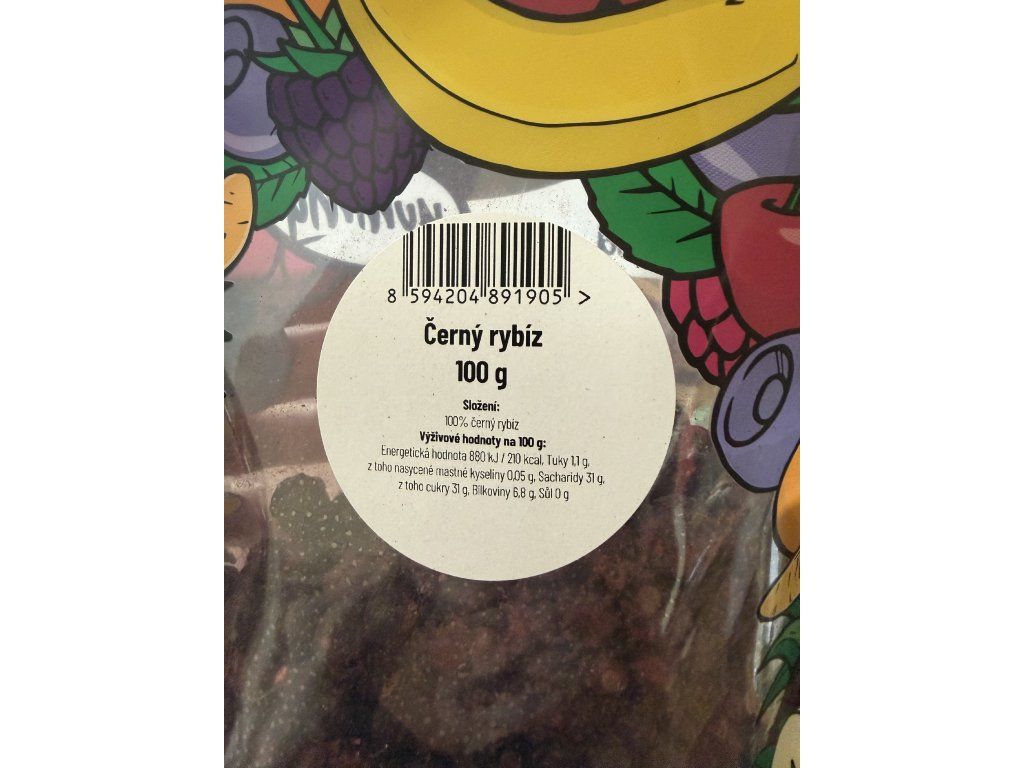 8 594204 891905 >
Černý rybíz
100 g
Složení:
100% černý rybíz
Výživové hodnoty na 100 g:
Energetická hodnota 880 kJ / 210 kcal, Tuky 1,1 g,
z toho nasycené mastné kyseliny 0,05 g, Sacharidy 31 g,
z toho cukry 31 g, Bílkoviny 6,8 g, Sůl 0 g